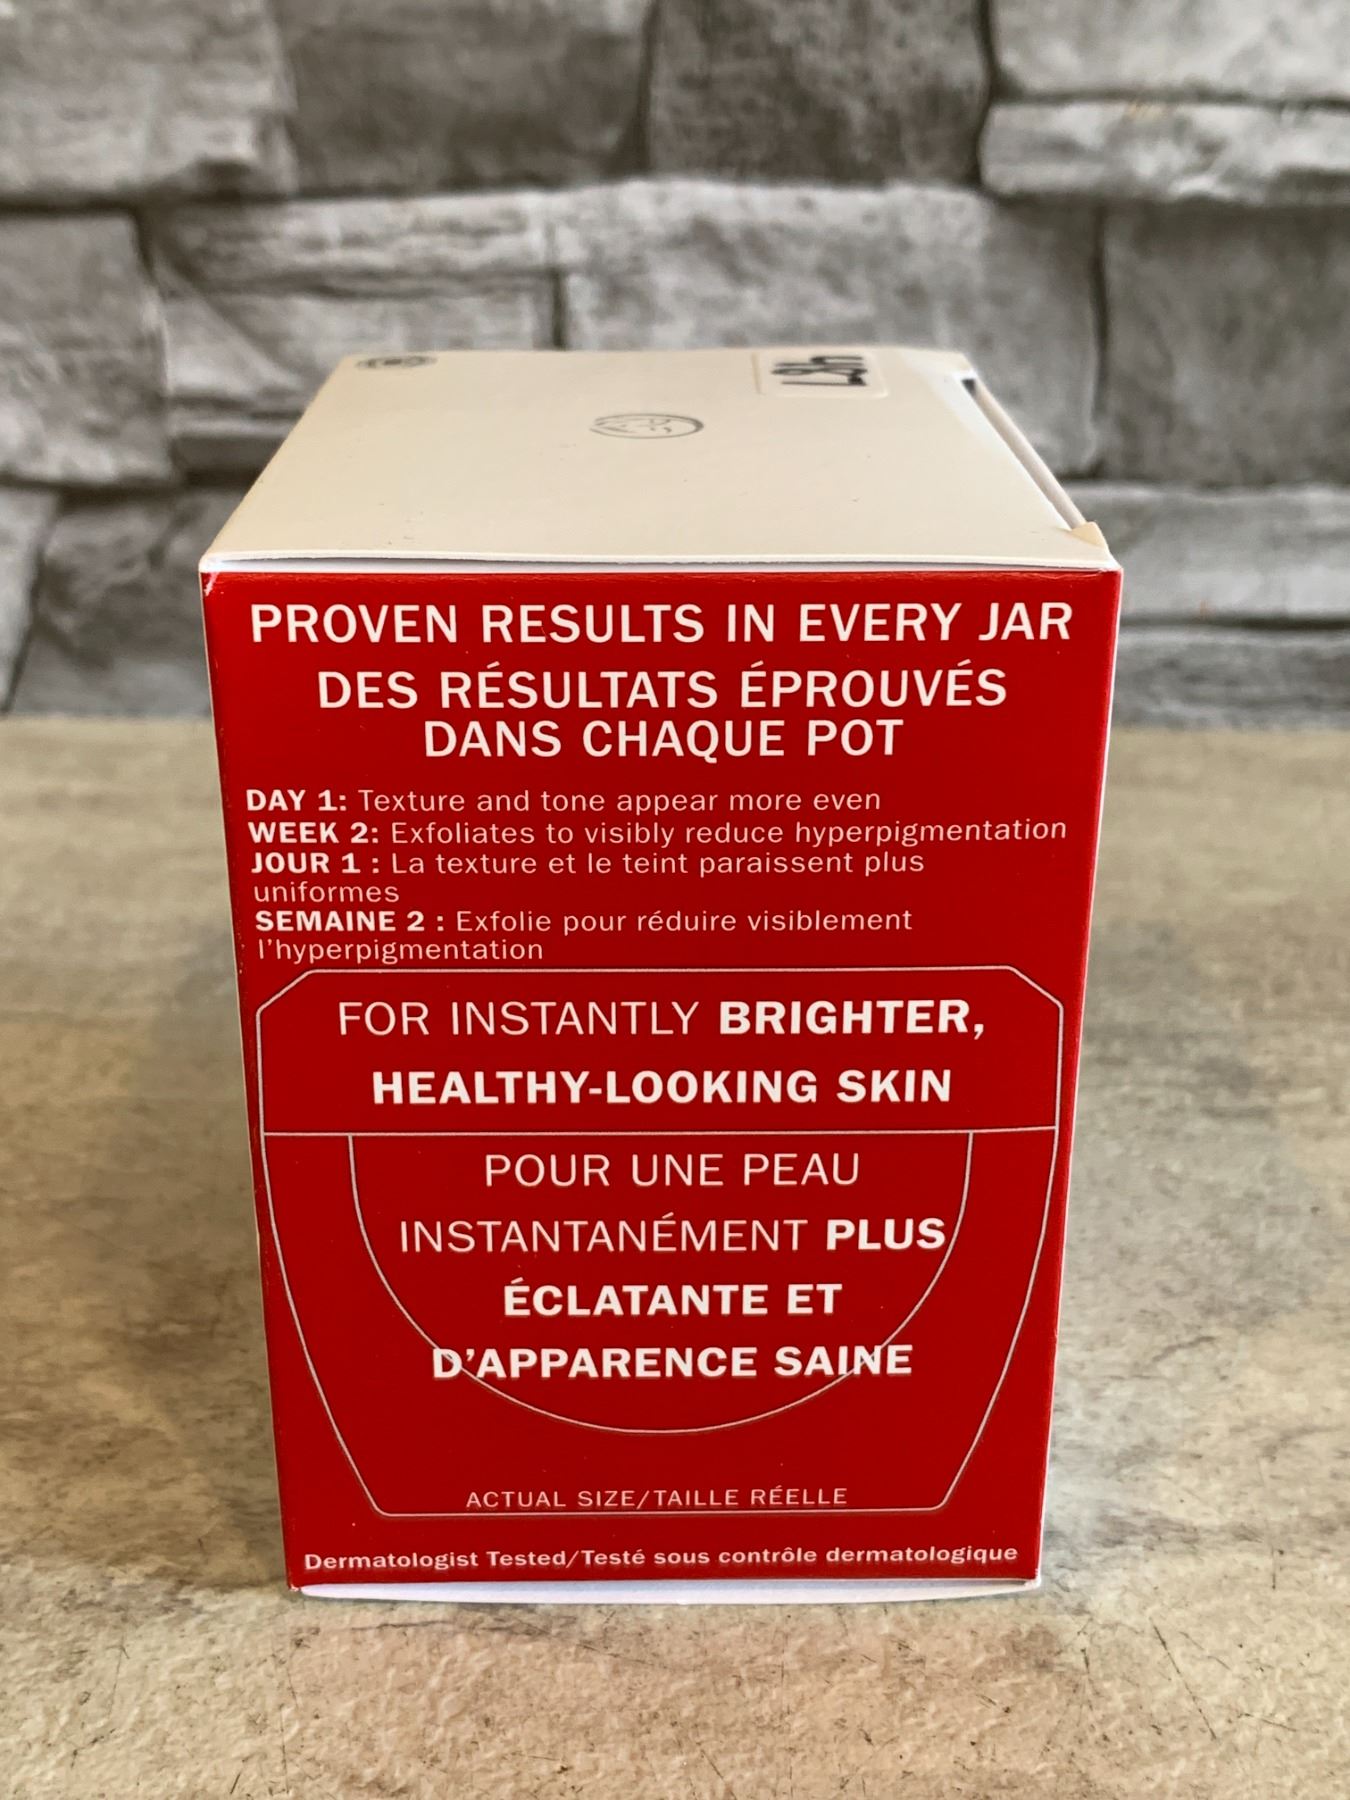 PROVEN RESULTS IN EVERY JAR
DES RÉSULTATS ÉPROUVÉS
DANS CHAQUE POT
DAY 1: Texture and tone appear more even
WEEK 2: Exfoliates to visibly reduce hyperpigmentation
JOUR 1 : La texture et le teint paraissent plus
uniformes
SEMAINE 2 : Exfolie pour réduire visiblement
l'hyperpigmentation
FOR INSTANTLY BRIGHTER,
HEALTHY-LOOKING SKIN
POUR UNE PEAU
INSTANTANÉMENT PLUS
ÉCLATANTE ET
D'APPARENCE SAINE
ACTUAL SIZE/TAILLE RÉELLE
Dermatologist Tested/Testé sous contrôle dermatologique